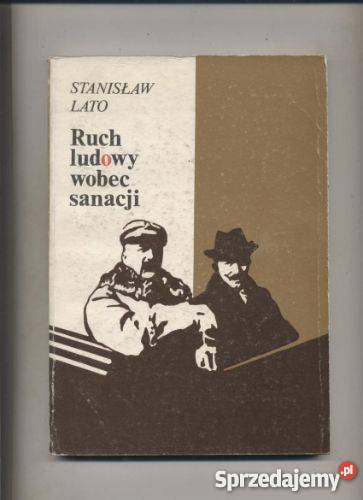 STANISŁAW
LATO
Ruch
ludowy
wobec
sanacji
Sprzedajemy.pl